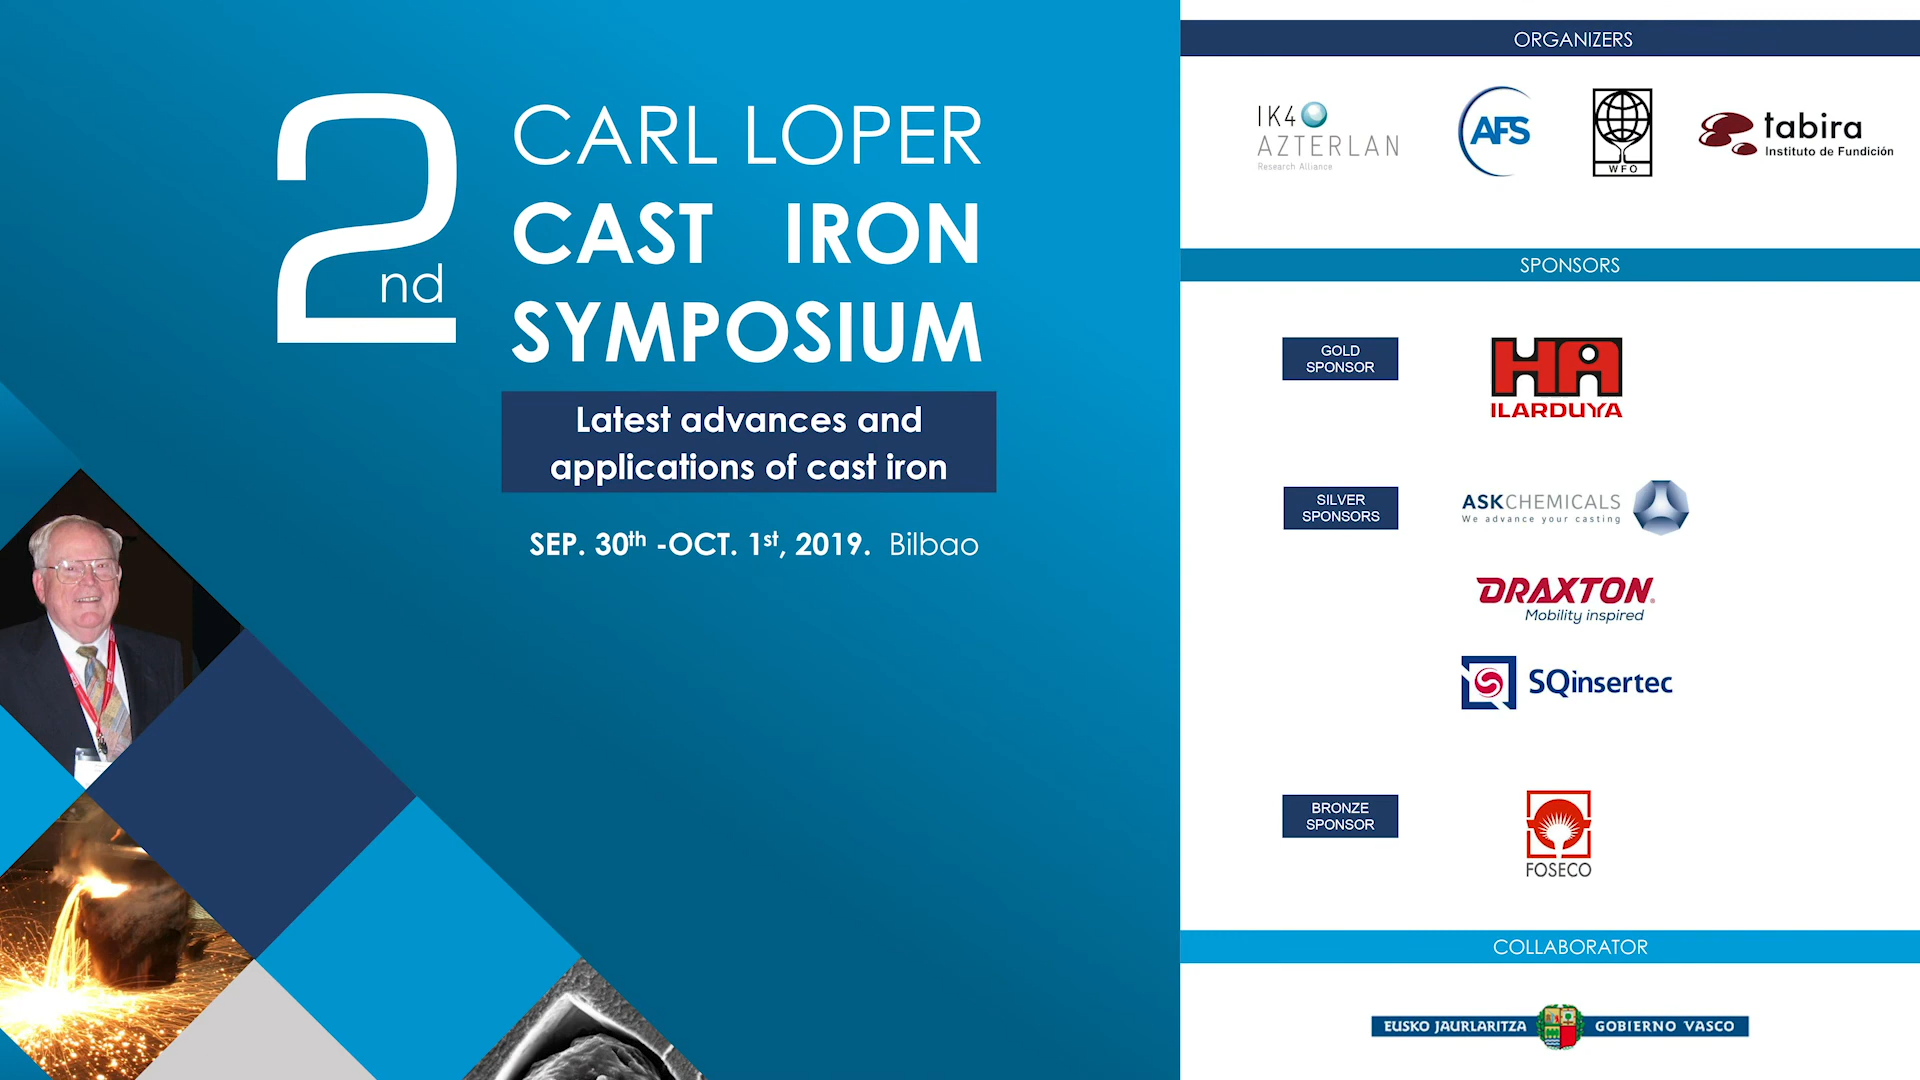 2nd
CARL LOPER
CAST IRON
SYMPOSIUM
Latest advances and
applications of cast iron
SEP. 30th -OCT. 1st, 2019. Bilbao
ORGANIZERS
IK4
AZTERLAN
Research Alliance
AFS
WFO
tabira
Instituto de Fundición
SPONSORS
GOLD
SPONSOR
HA
ILARDUYA
SILVER
SPONSORS
ASKCHEMICALS
We advance your casting
DRAXTON®
Mobility inspired
SQinsertec
BRONZE
SPONSOR
FOSECO
COLLABORATOR
EUSKO JAURLARITZA GOBIERNO VASCO